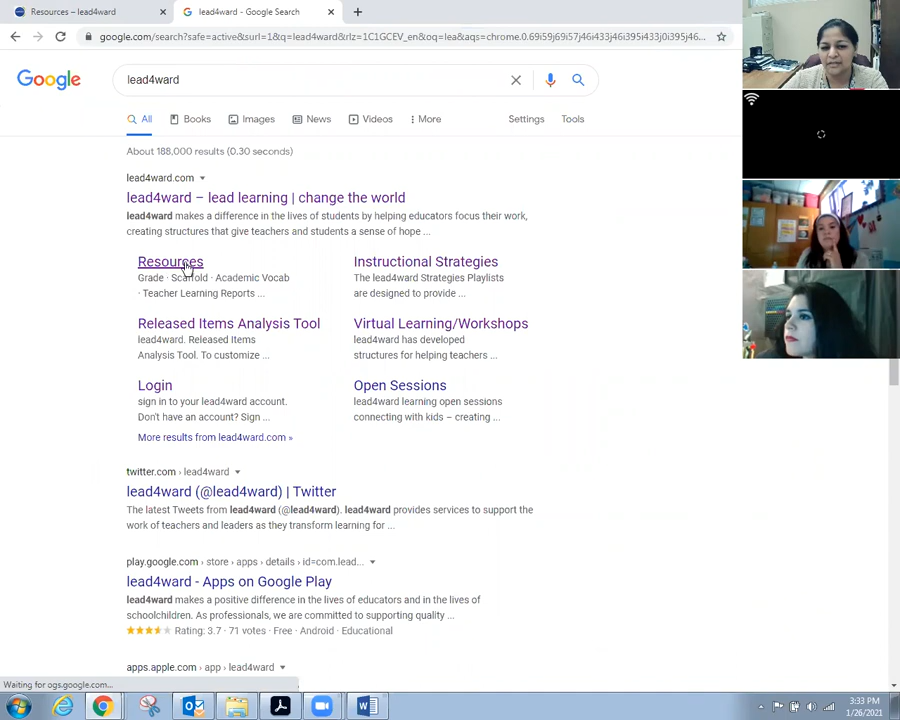 Resources – lead4ward
lead4ward - Google Search
google.com/search?safe=active&surl=1&q=lead4ward&rlz=1C1GCEV_en&oq=lea&aqs=chrome.0.69i59j69i57j46i433j46i395i433j0i395j46...
Google
lead4ward
All
Books
Images
News
Videos
More
Settings
Tools
About 188,000 results (0.30 seconds)
lead4ward.com
lead4ward – lead learning | change the world
lead4ward makes a difference in the lives of students by helping educators focus their work,
creating structures that give teachers and students a sense of hope ...
Resources
Grade · Scaffold · Academic Vocab
· Teacher Learning Reports ...
Instructional Strategies
The lead4ward Strategies Playlists
are designed to provide ...
Released Items Analysis Tool
lead4ward. Released Items
Analysis Tool. To customize ...
Virtual Learning/Workshops
lead4ward has developed
structures for helping teachers ...
Login
sign in to your lead4ward account.
Don't have an account? Sign ...
Open Sessions
lead4ward learning open sessions
connecting with kids – creating ...
More results from lead4ward.com »
twitter.com › lead4ward
lead4ward (@lead4ward) | Twitter
The latest Tweets from lead4ward (@lead4ward). lead4ward provides services to support the
work of teachers and leaders as they transform learning for ...
play.google.com › store › apps › details › id=com.lead...
lead4ward - Apps on Google Play
lead4ward makes a positive difference in the lives of educators and in the lives of
schoolchildren. As professionals, we are committed to supporting quality ...
Rating: 3.7 · 71 votes · Free · Android · Educational
apps.apple.com › app › lead4ward
Waiting for ogs.google.com...
3:33 PM
1/26/2021